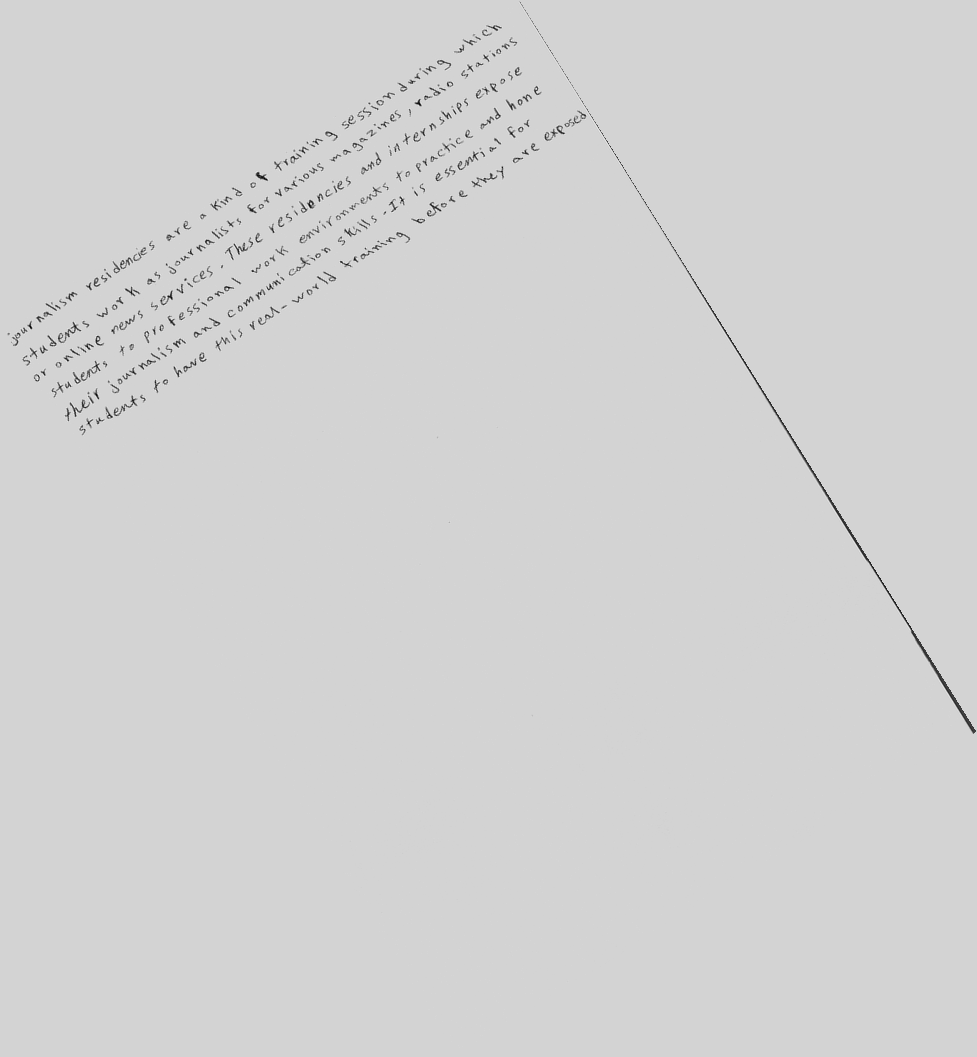 journalism residencies are a kind of training session during which
students work as journalists for various magazines, radio stations
or online news services. These residencies and internships expose
students to professional work environments to practice and hone
their journalism and communication skills. It is essential for
students to have this real-world training before they are exposed